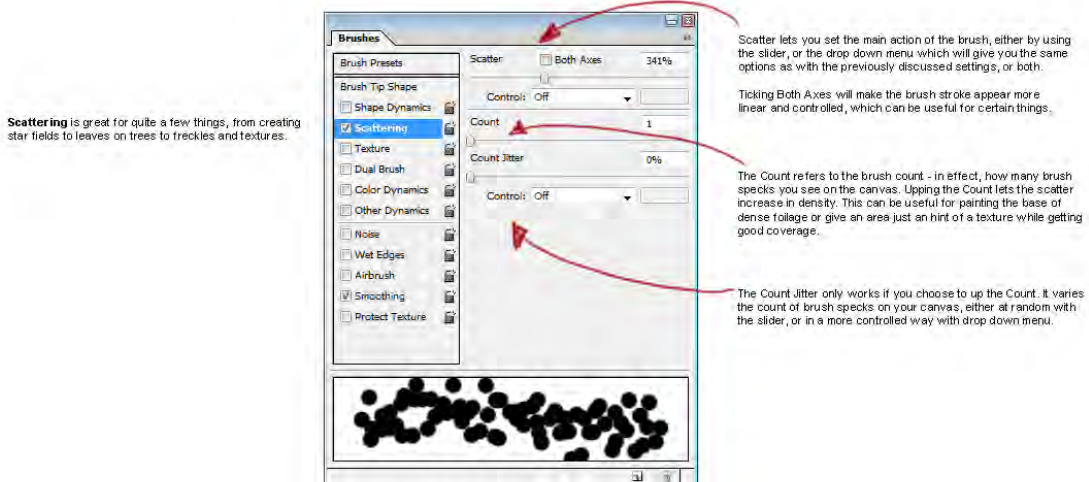 Scattering is great for quite a few things, from creating
star fields to leaves on trees to freckles and textures.
Brushes
Brush Presets
Brush Tip Shape
Shape Dynamics
Scattering
Texture
Dual Brush
Color Dynamics
Other Dynamics
Noise
Wet Edges
Airbrush
Smoothing
Protect Texture
Scatter Both Axes 341%
Control: Off
Count 1
Count Jitter 0%
Control: Off
Scatter lets you set the main action of the brush, either by using
the slider, or the drop down menu which will give you the same
options as with the previously discussed settings, or both.
Ticking Both Axes will make the brush stroke appear more
linear and controlled, which can be useful for certain things.
The Count refers to the brush count - in effect, how many brush
specks you see on the canvas. Upping the Count lets the scatter
increase in density. This can be useful for painting the base of
dense foilage or give an area just an hint of a texture while getting
good coverage.
The Count Jitter only works if you choose to up the Count. It varies
the count of brush specks on your canvas, either at random with
the slider, or in a more controlled way with drop down menu.